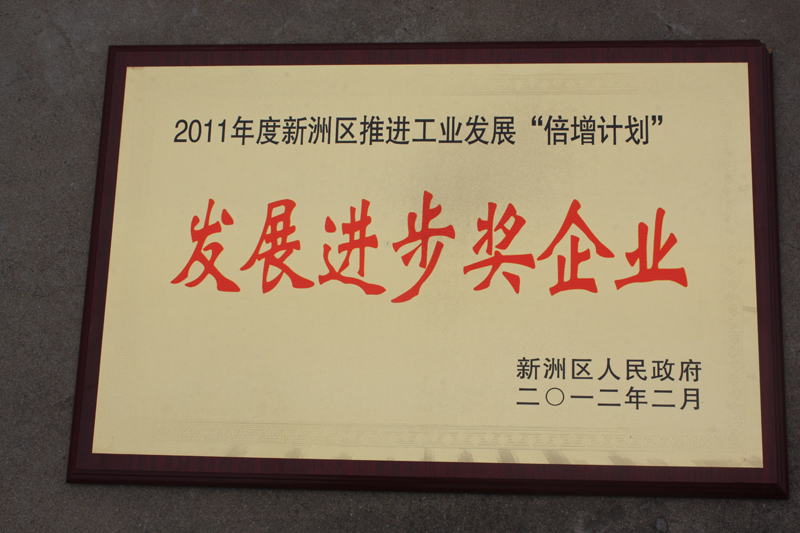 2011年度新洲区推进工业发展“倍增计划”
发展进步奖企业
新洲区人民政府
二〇一二年二月